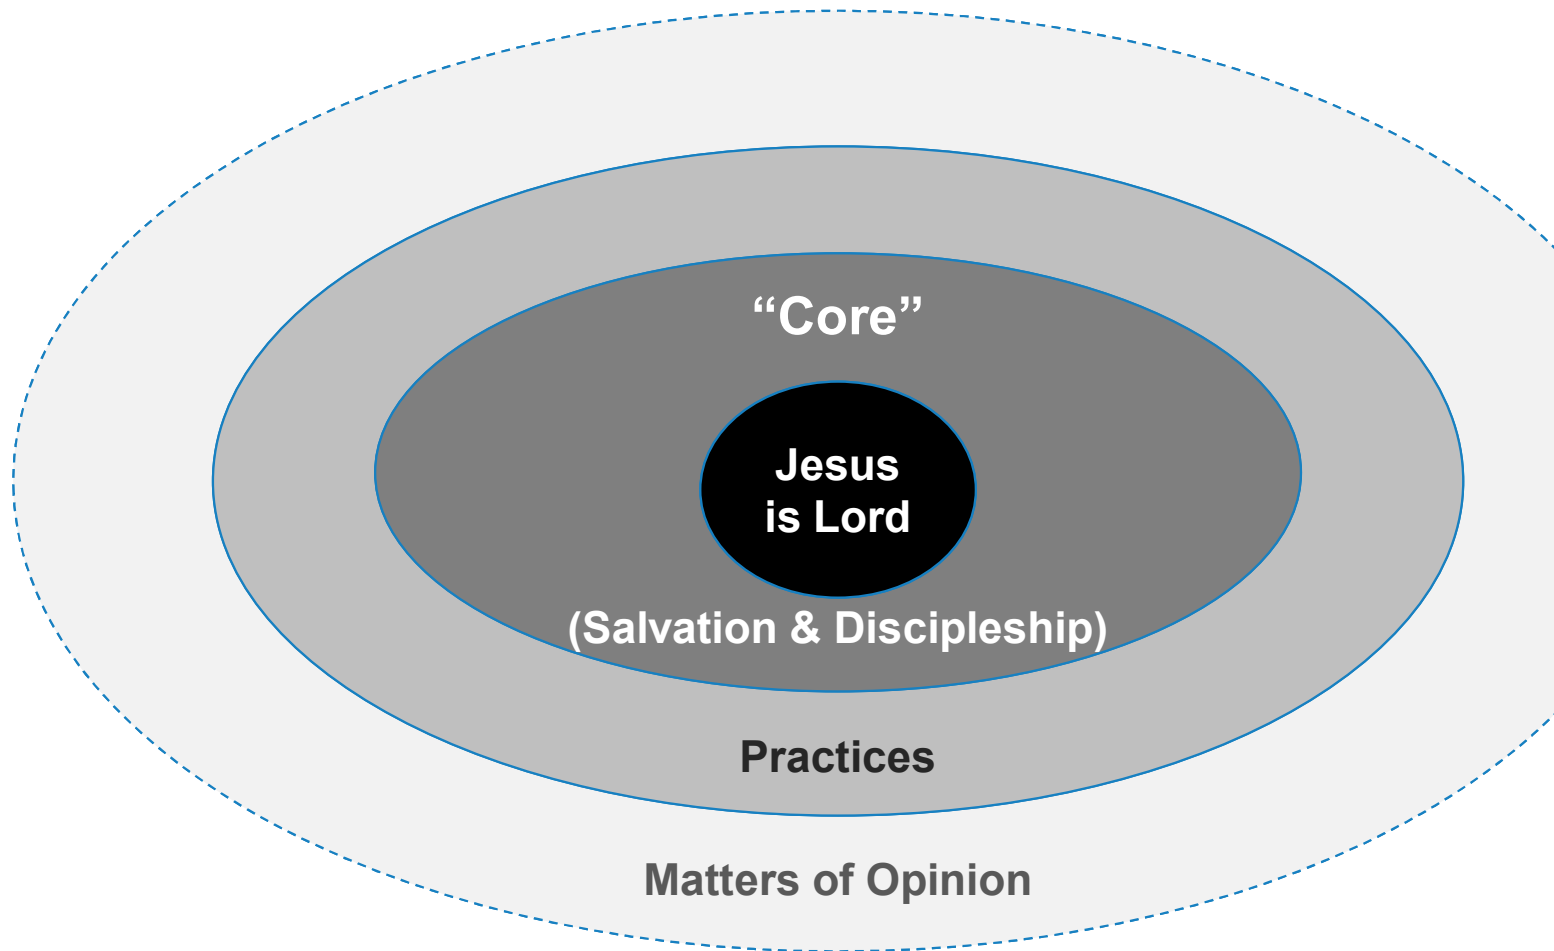 “Core”
Jesus
is Lord
(Salvation & Discipleship)
Practices
Matters of Opinion